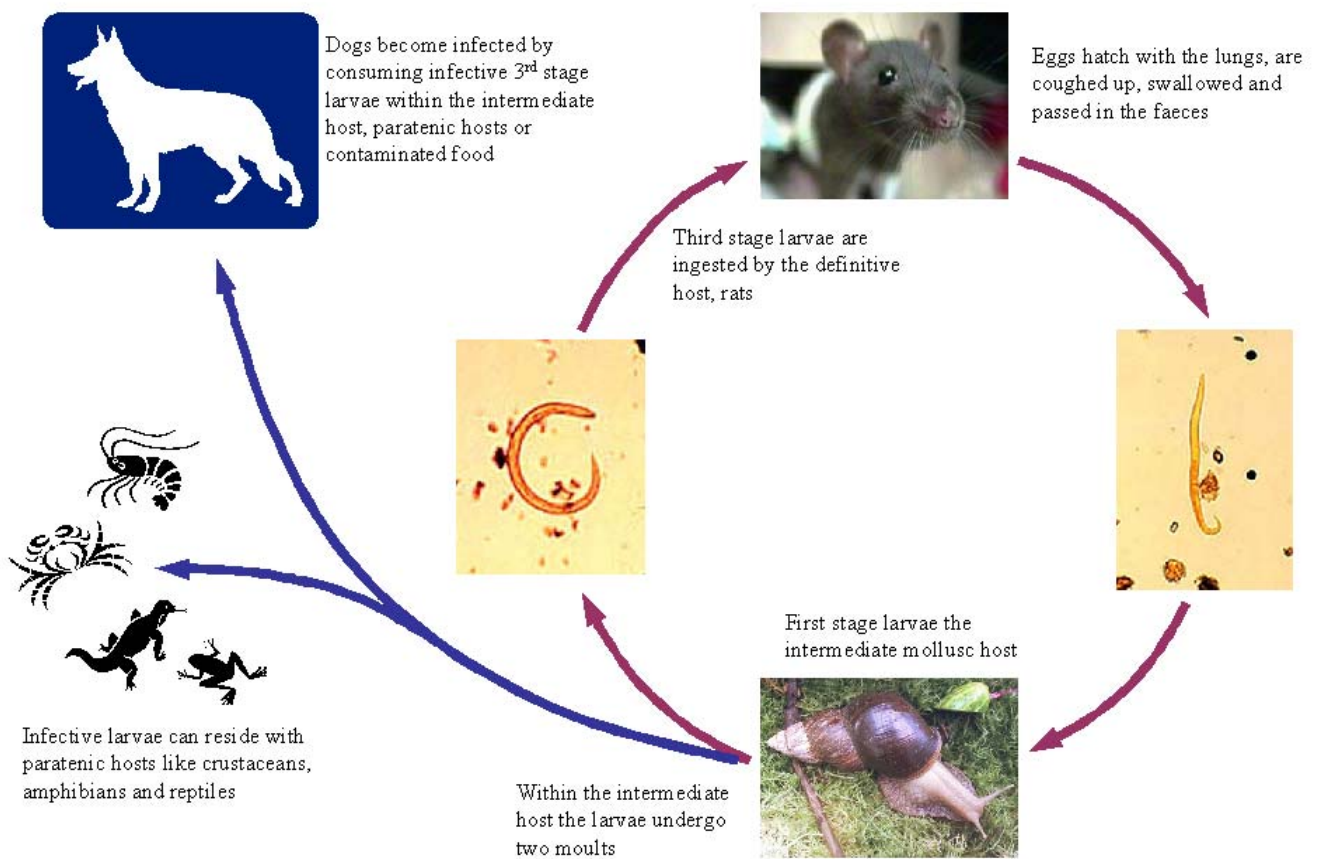 Dogs become infected by
consuming infective 3rd stage
larvae within the intermediate
host, paratenic hosts or
contaminated food
Eggs hatch with the lungs, are
coughed up, swallowed and
passed in the faeces
Third stage larvae are
ingested by the definitive
host, rats
First stage larvae the
intermediate mollusc host
Infective larvae can reside with
paratenic hosts like crustaceans,
amphibians and reptiles
Within the intermediate
host the larvae undergo
two moults